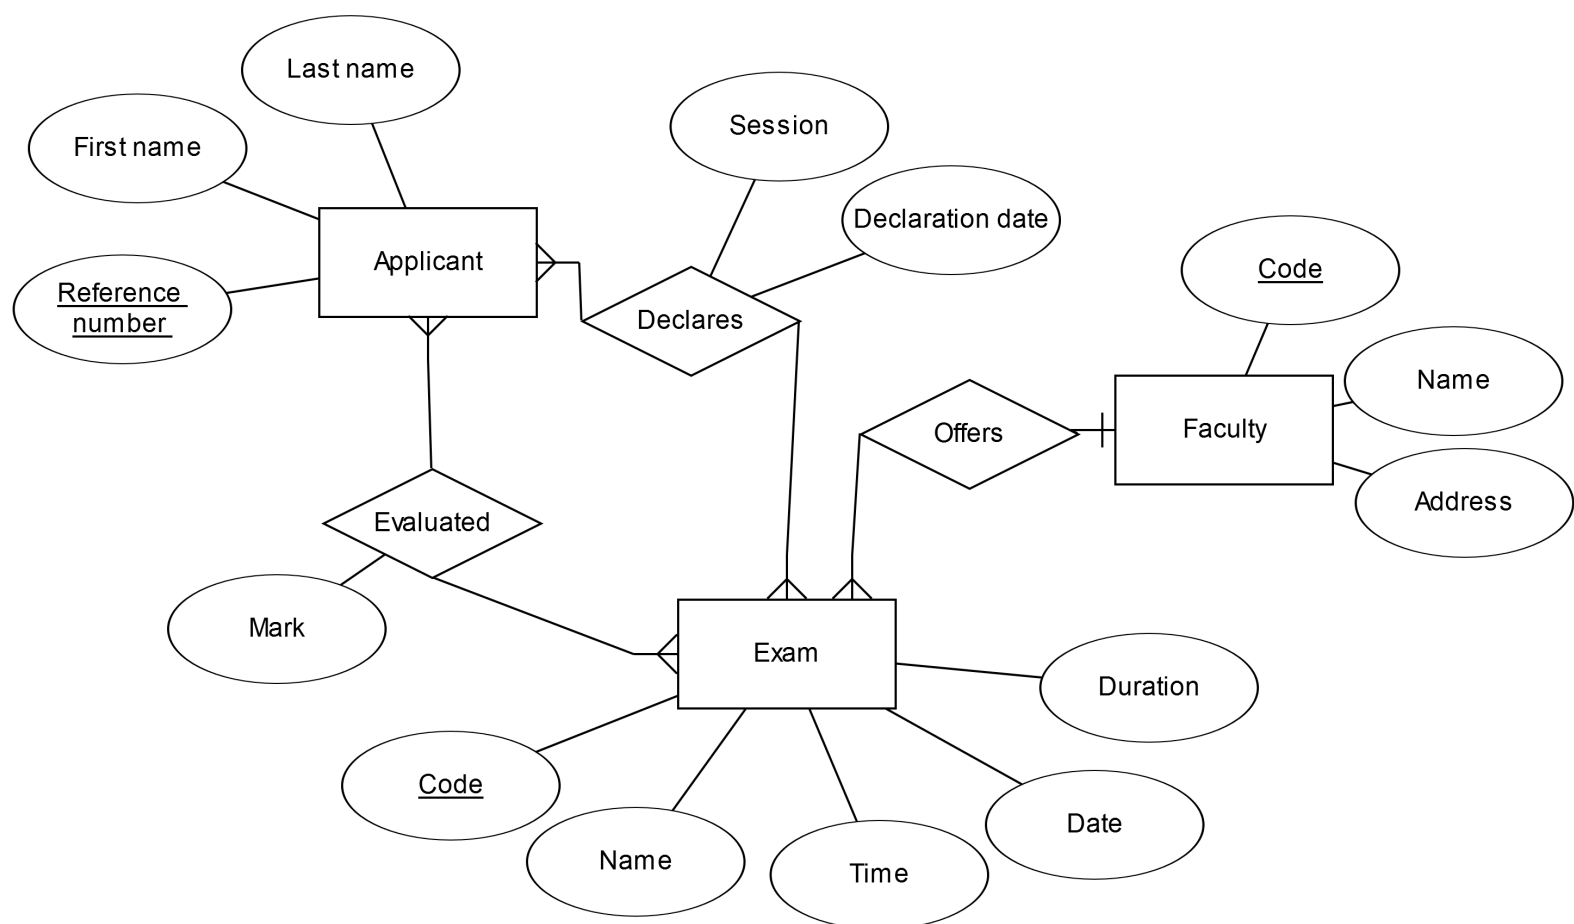 Last name
Session
First name
Declaration date
Applicant
Code
Reference
number
Declares
Name
Offers
Faculty
Address
Evaluated
Mark
Exam
Duration
Code
Date
Name
Time